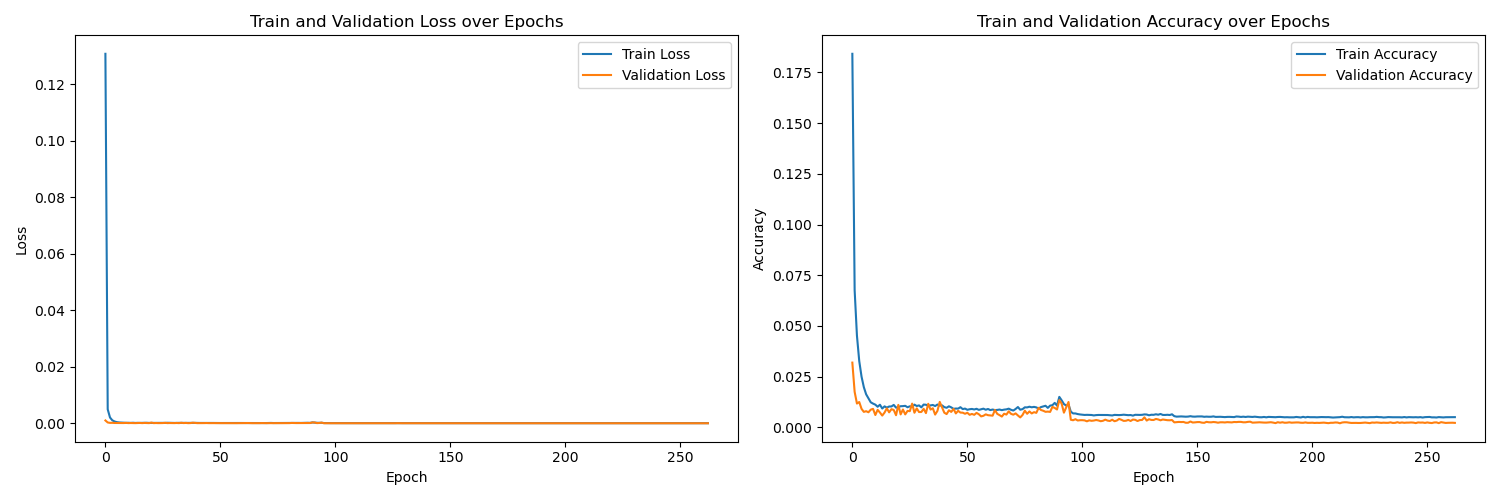 Train and Validation Loss over Epochs
Train Loss
Validation Loss
0.12
0.10
0.08
0.06
0.04
0.02
0.00
Loss
0
50
100
150
200
250
Epoch
Train and Validation Accuracy over Epochs
Train Accuracy
Validation Accuracy
0.175
0.150
0.125
0.100
0.075
0.050
0.025
0.000
Accuracy
0
50
100
150
200
250
Epoch